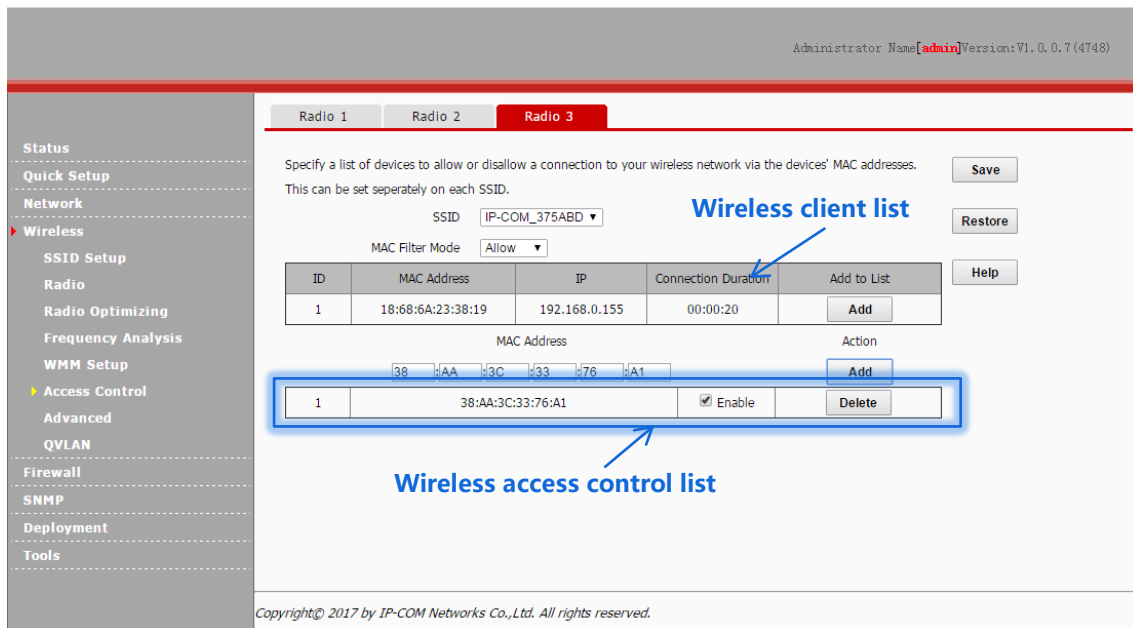 Administrator Name[admin]Version:V1.0.0.7(4748)
Radio 1 Radio 2 Radio 3
Status
Quick Setup
Network
Wireless
SSID Setup
Radio
Radio Optimizing
Frequency Analysis
WMM Setup
Access Control
Advanced
QVLAN
Firewall
SNMP
Deployment
Tools
Specify a list of devices to allow or disallow a connection to your wireless network via the devices' MAC addresses.
This can be set seperately on each SSID.
SSID IP-COM_375ABD
MAC Filter Mode Allow
Wireless client list
Save
Restore
Help
ID MAC Address IP Connection Duration Add to List
1 18:68:6A:23:38:19 192.168.0.155 00:00:20 Add
MAC Address Action
38 :AA :3C :33 :76 :A1 Add
1 38:AA:3C:33:76:A1 Enable Delete
Wireless access control list
Copyright© 2017 by IP-COM Networks Co.,Ltd. All rights reserved.